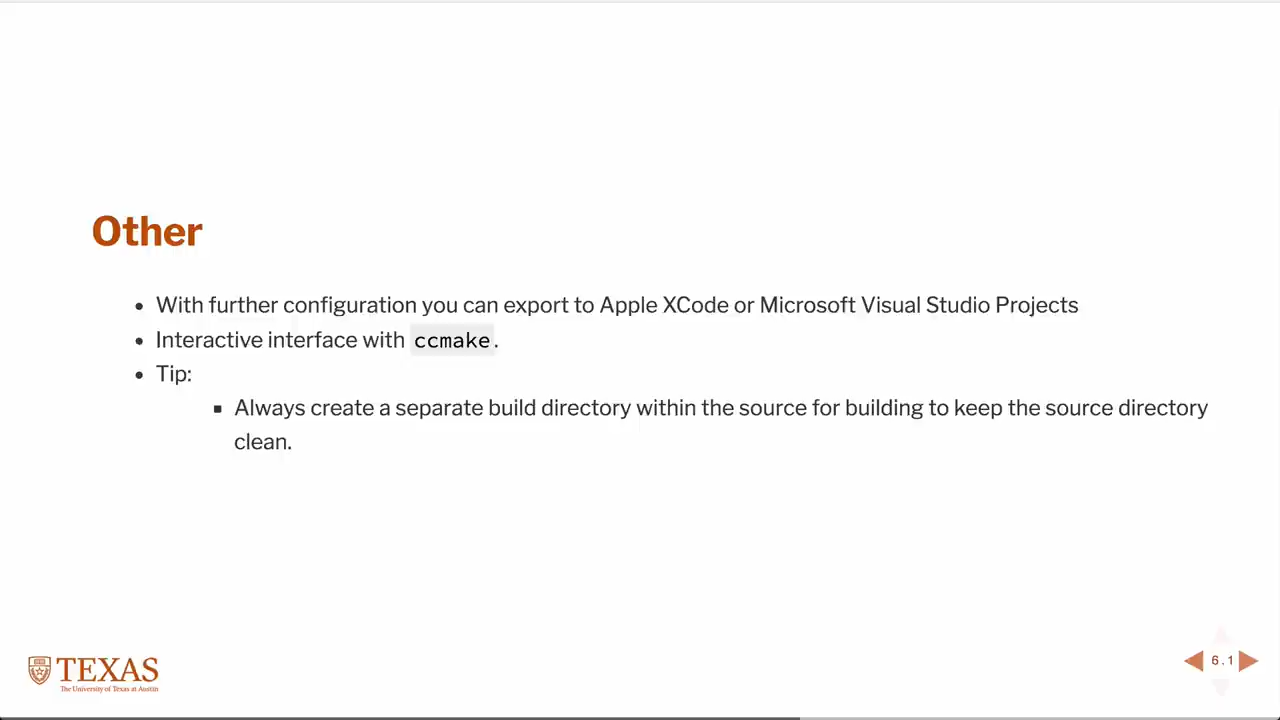 Other
• With further configuration you can export to Apple XCode or Microsoft Visual Studio Projects
• Interactive interface with ccmake.
• Tip:
▪ Always create a separate build directory within the source for building to keep the source directory
clean.
TEXAS
The University of Texas at Austin
6.1